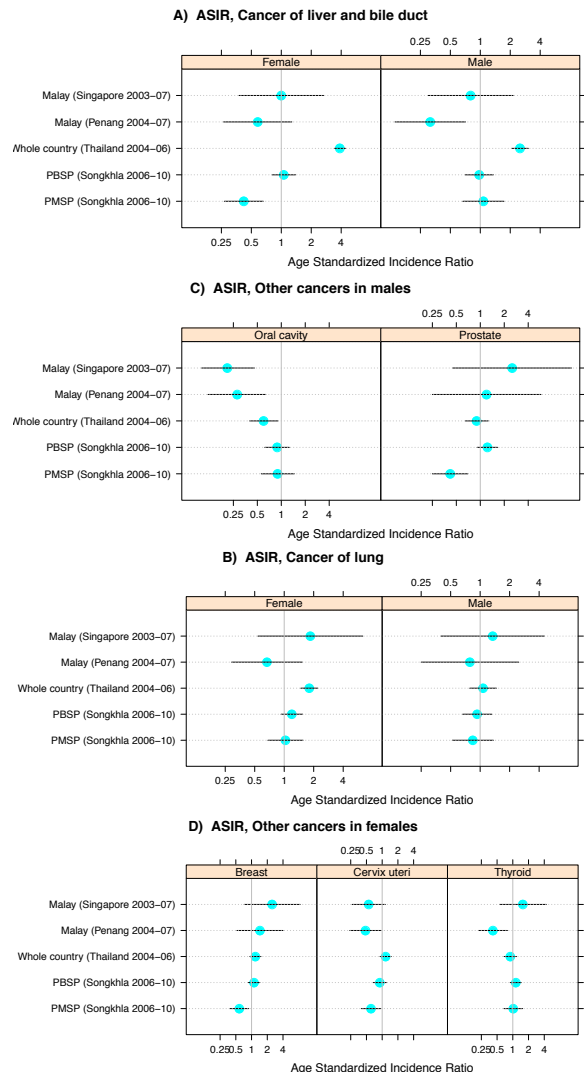 A) ASIR, Cancer of liver and bile duct
0.25 0.5 1 2 4
Female Male
Malay (Singapore 2003−07)
Malay (Penang 2004−07)
Whole country (Thailand 2004−06)
PBSP (Songkhla 2006−10)
PMSP (Songkhla 2006−10)
0.25 0.5 1 2 4
Age Standardized Incidence Ratio
C) ASIR, Other cancers in males
0.25 0.5 1 2 4
Oral cavity Prostate
Malay (Singapore 2003−07)
Malay (Penang 2004−07)
Whole country (Thailand 2004−06)
PBSP (Songkhla 2006−10)
PMSP (Songkhla 2006−10)
0.25 0.5 1 2 4
Age Standardized Incidence Ratio
B) ASIR, Cancer of lung
0.25 0.5 1 2 4
Female Male
Malay (Singapore 2003−07)
Malay (Penang 2004−07)
Whole country (Thailand 2004−06)
PBSP (Songkhla 2006−10)
PMSP (Songkhla 2006−10)
0.25 0.5 1 2 4
Age Standardized Incidence Ratio
D) ASIR, Other cancers in females
0.25 0.5 1 2 4
Breast Cervix uteri Thyroid
Malay (Singapore 2003−07)
Malay (Penang 2004−07)
Whole country (Thailand 2004−06)
PBSP (Songkhla 2006−10)
PMSP (Songkhla 2006−10)
0.25 0.5 1 2 4 0.25 0.5 1 2 4
Age Standardized Incidence Ratio